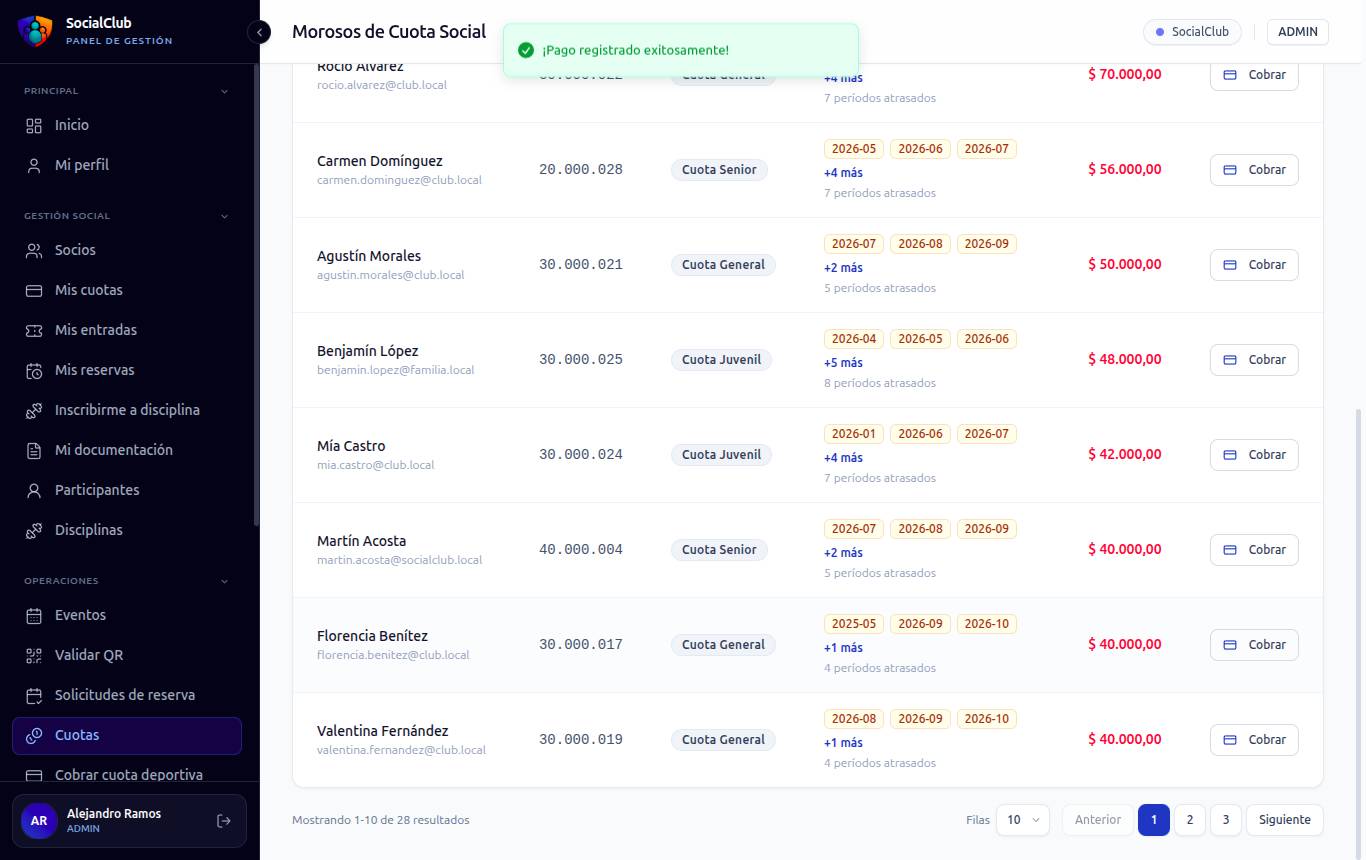 SocialClub
PANEL DE GESTIÓN
PRINCIPAL
Inicio
Mi perfil
GESTIÓN SOCIAL
Socios
Mis cuotas
Mis entradas
Mis reservas
Inscribirme a disciplina
Mi documentación
Participantes
Disciplinas
OPERACIONES
Eventos
Validar QR
Solicitudes de reserva
Cuotas
Cobrar cuota deportiva
AR
Alejandro Ramos
ADMIN
Morosos de Cuota Social
¡Pago registrado exitosamente!
SocialClub
ADMIN
Rocío Álvarez
rocio.alvarez@club.local
Cuota General
+4 más
7 períodos atrasados
$ 70.000,00
Cobrar
Carmen Domínguez
carmen.dominguez@club.local
20.000.028
Cuota Senior
2026-05 2026-06 2026-07
+4 más
7 períodos atrasados
$ 56.000,00
Cobrar
Agustín Morales
agustin.morales@club.local
30.000.021
Cuota General
2026-07 2026-08 2026-09
+2 más
5 períodos atrasados
$ 50.000,00
Cobrar
Benjamín López
benjamin.lopez@familia.local
30.000.025
Cuota Juvenil
2026-04 2026-05 2026-06
+5 más
8 períodos atrasados
$ 48.000,00
Cobrar
Mía Castro
mia.castro@club.local
30.000.024
Cuota Juvenil
2026-01 2026-06 2026-07
+4 más
7 períodos atrasados
$ 42.000,00
Cobrar
Martín Acosta
martin.acosta@socialclub.local
40.000.004
Cuota Senior
2026-07 2026-08 2026-09
+2 más
5 períodos atrasados
$ 40.000,00
Cobrar
Florencia Benítez
florencia.benitez@club.local
30.000.017
Cuota General
2025-05 2026-09 2026-10
+1 más
4 períodos atrasados
$ 40.000,00
Cobrar
Valentina Fernández
valentina.fernandez@club.local
30.000.019
Cuota General
2026-08 2026-09 2026-10
+1 más
4 períodos atrasados
$ 40.000,00
Cobrar
Mostrando 1-10 de 28 resultados
Filas 10 Anterior 1 2 3 Siguiente